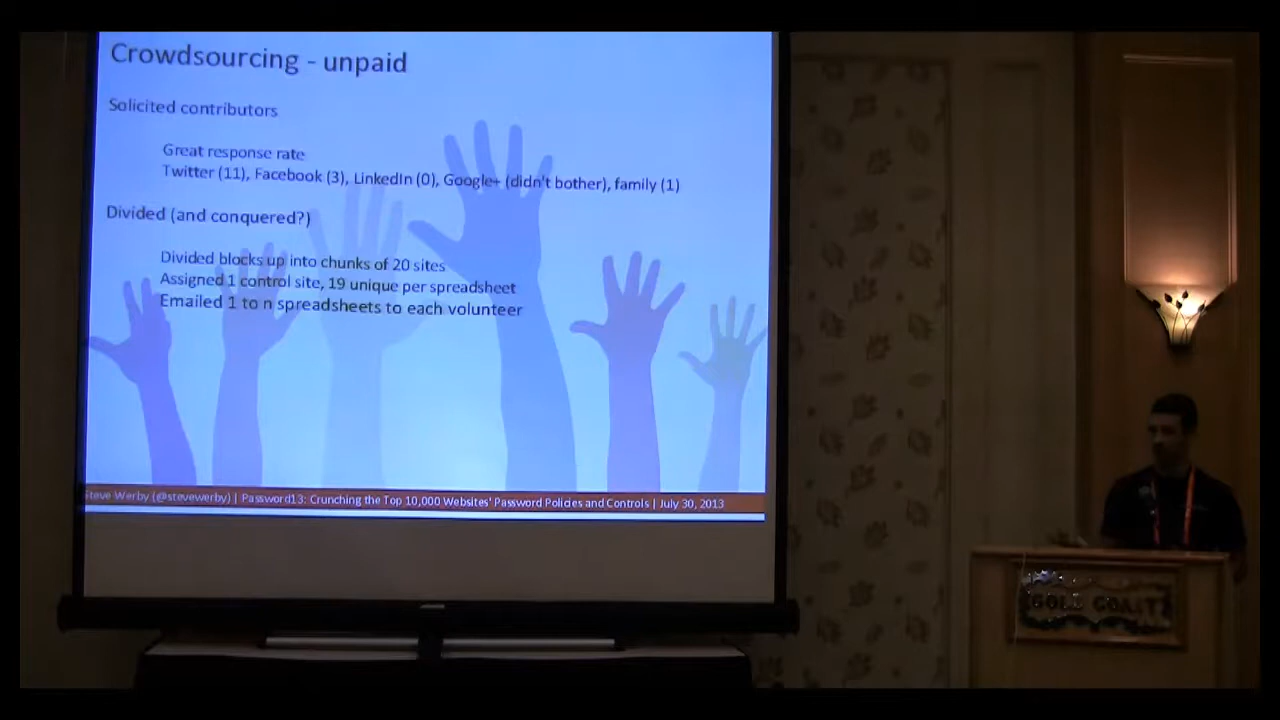 Crowdsourcing - unpaid
Solicited contributors
Great response rate
Twitter (11), Facebook (3), LinkedIn (0), Google+ (didn't bother), family (1)
Divided (and conquered?)
Divided blocks up into chunks of 20 sites
Assigned 1 control site, 19 unique per spreadsheet
Emailed 1 to n spreadsheets to each volunteer
Steve Werby (@stevewerby) | Password13: Crunching the Top 10,000 Websites' Password Policies and Controls | July 30, 2013
GOLD COAST